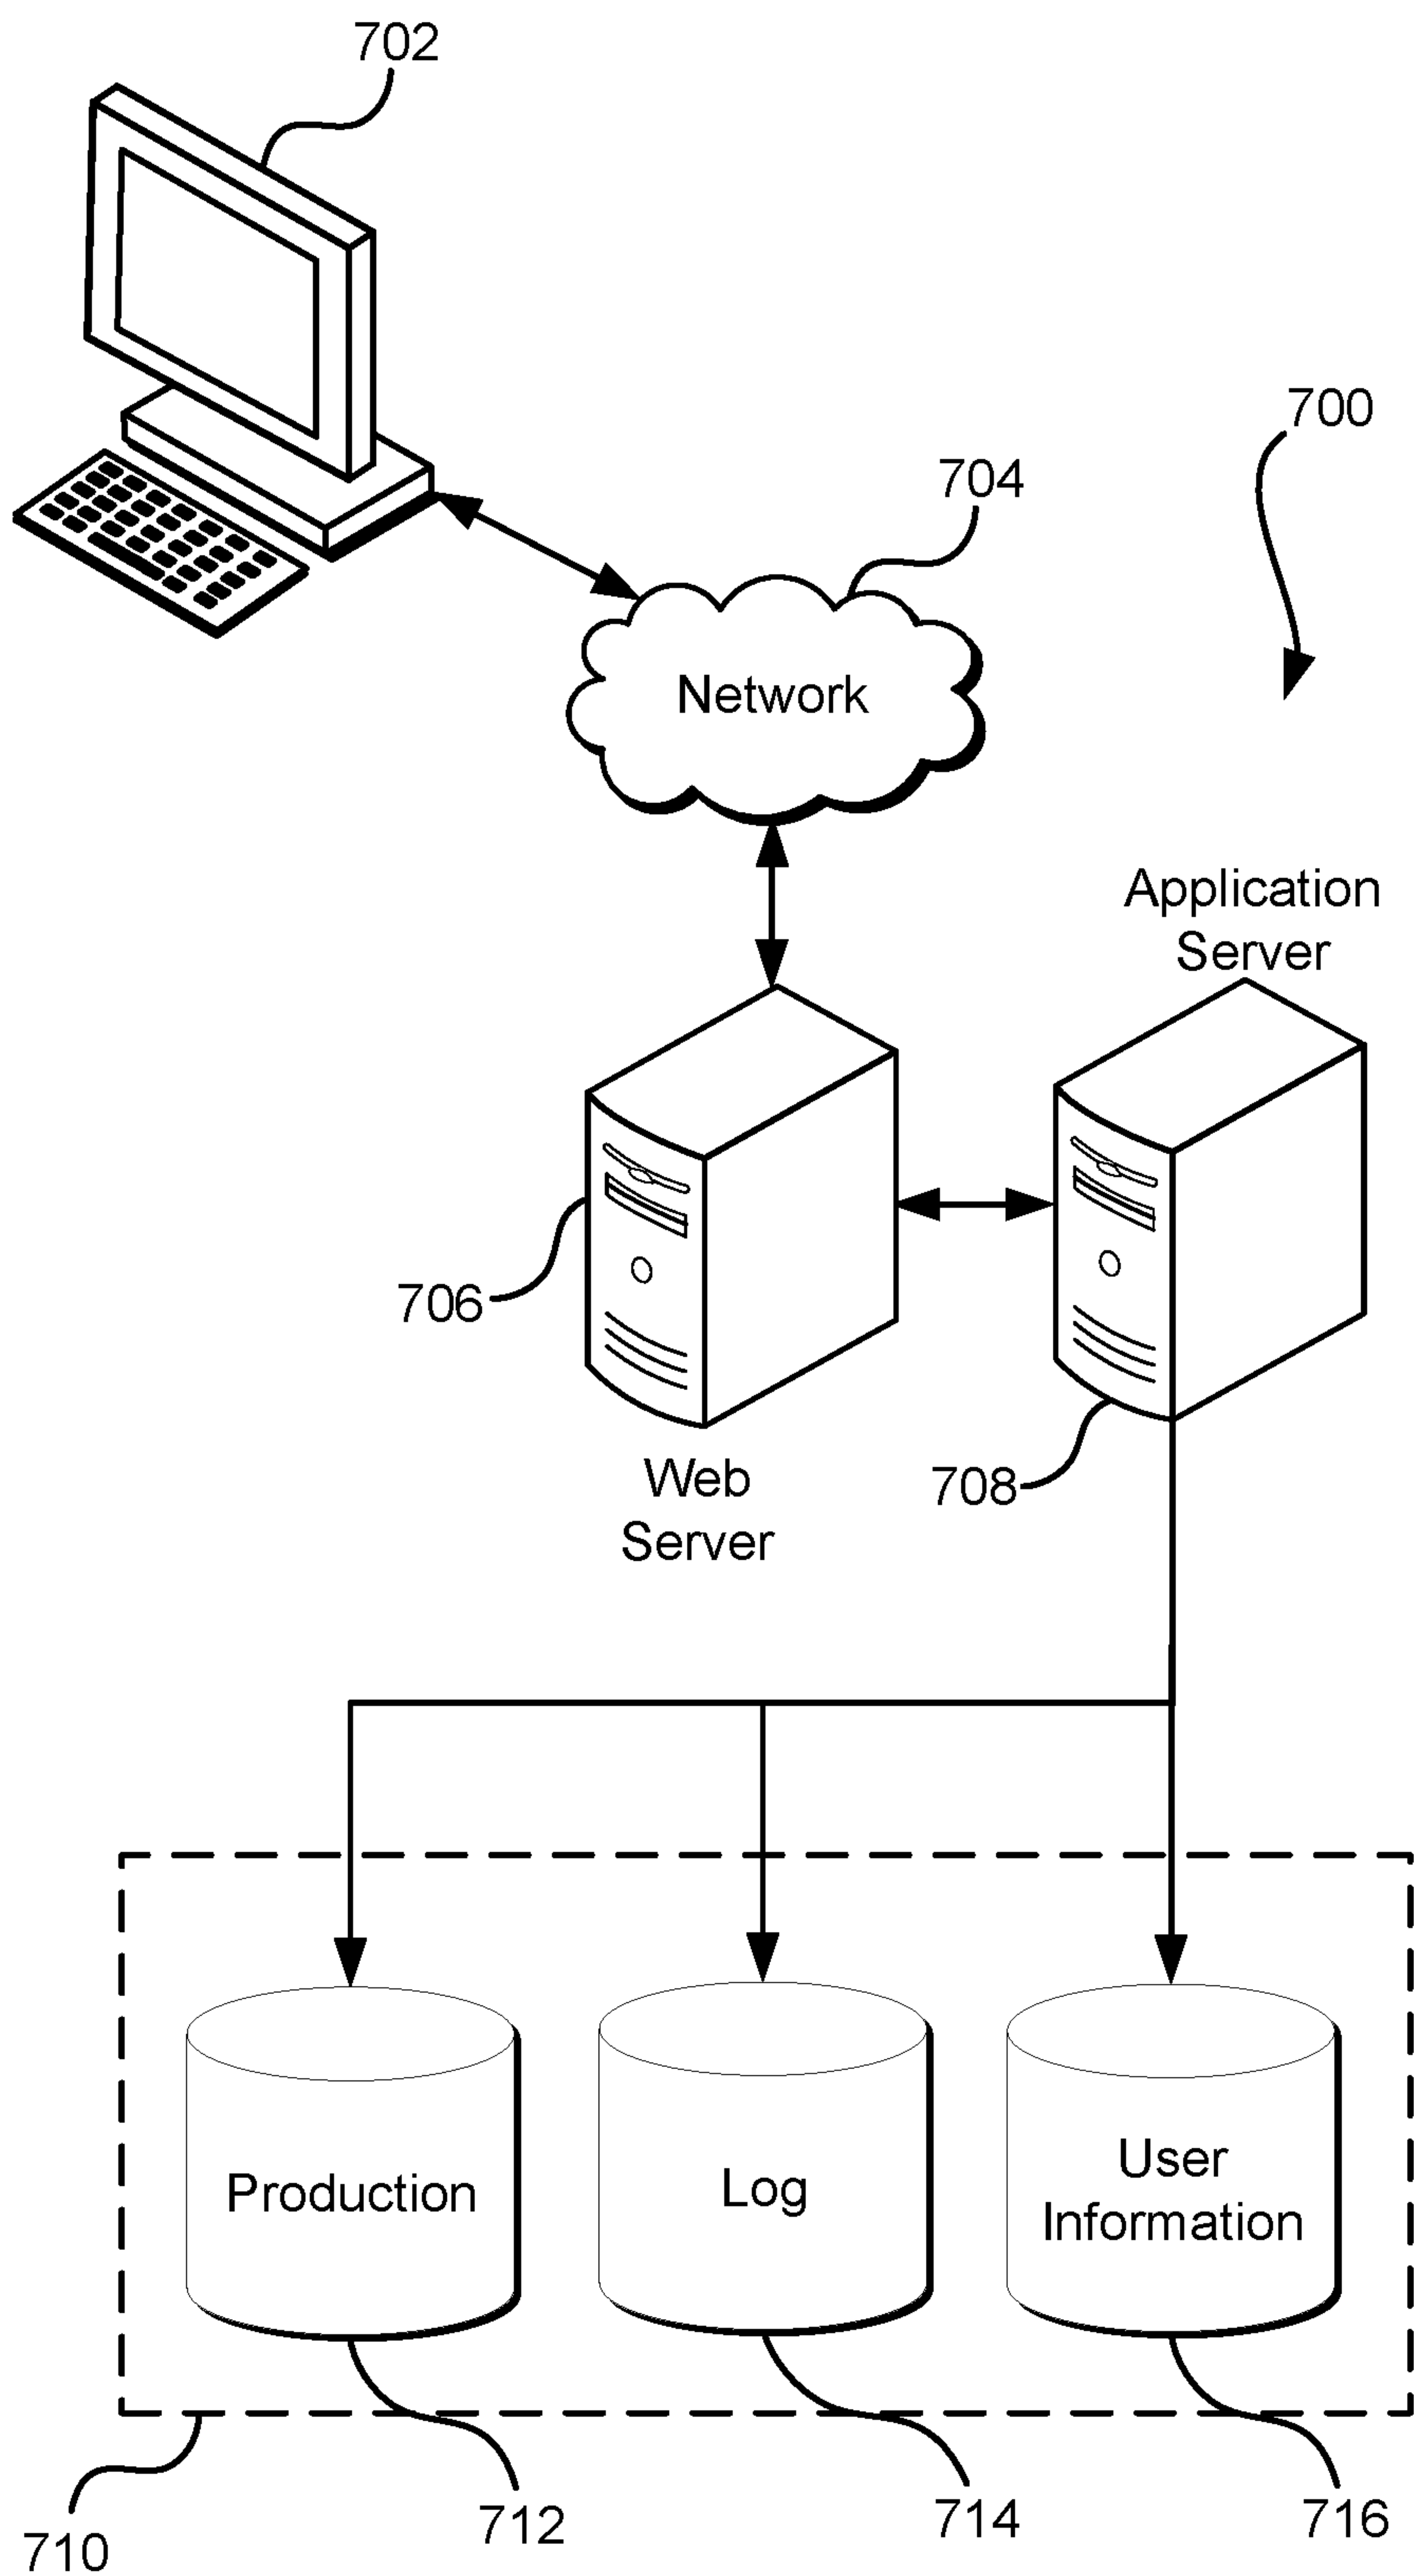 702
700
704
Network
Application
Server
706
708
Web
Server
Production
Log
User
Information
710
712
714
716